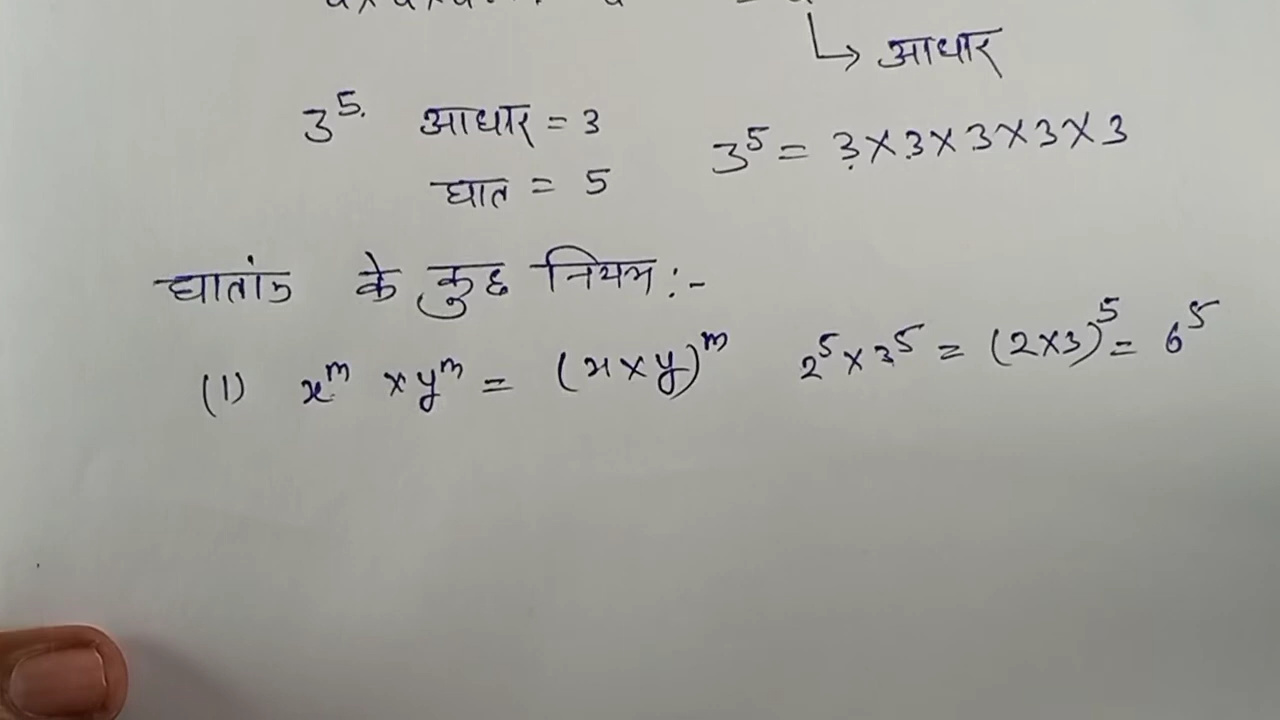 ↳ आधार
3⁵ आधार = 3
घात = 5
3⁵ = 3×3×3×3×3
घातांक के कुछ नियम :-
(1) xᵐ × yᵐ = (x×y)ᵐ 2⁵×3⁵ = (2×3)⁵ = 6⁵